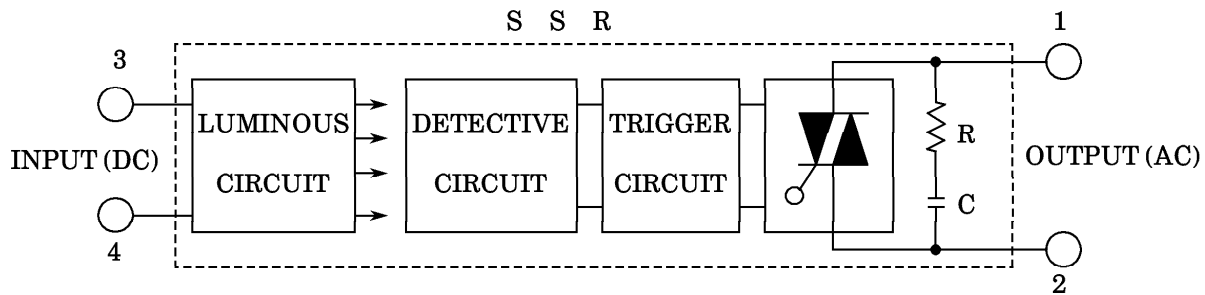 S S R
1
3
LUMINOUS
CIRCUIT
DETECTIVE
CIRCUIT
TRIGGER
CIRCUIT
R
C
INPUT (DC)
OUTPUT (AC)
4
2